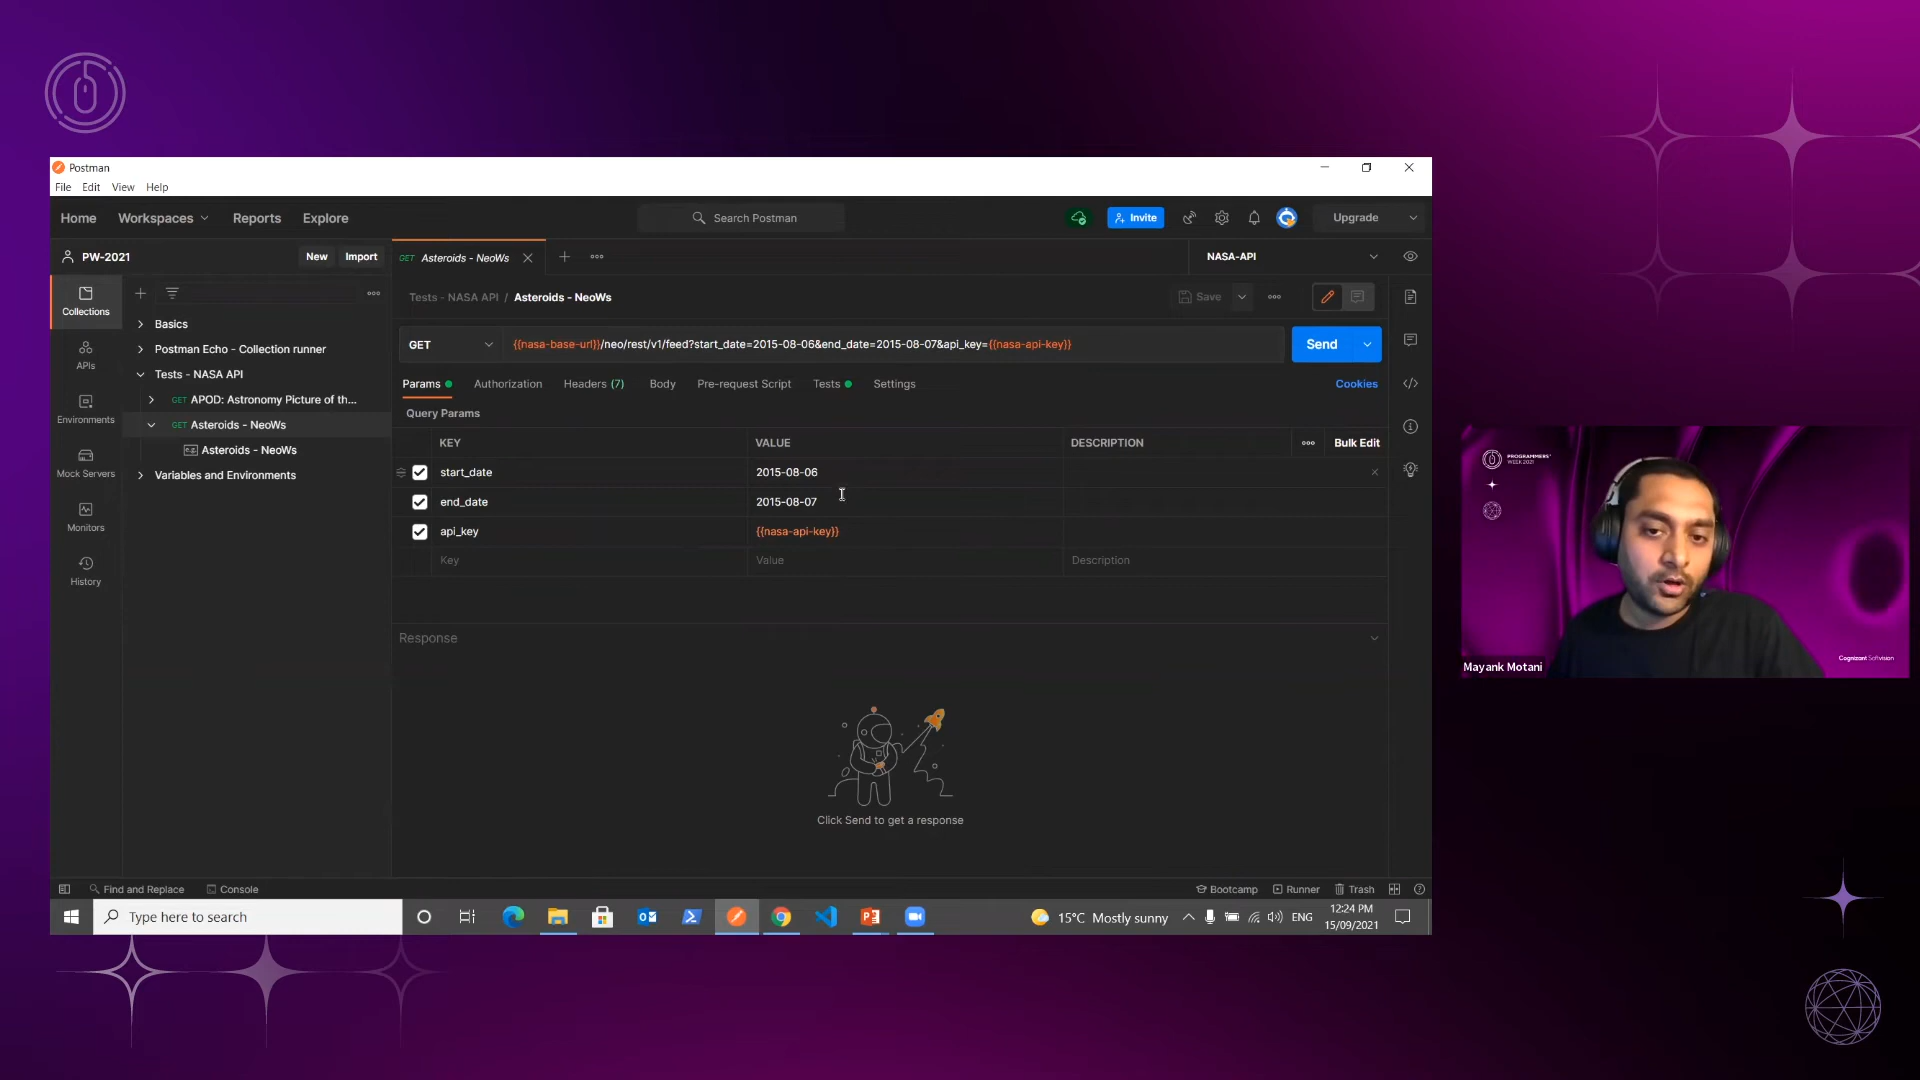 Postman
File Edit View Help
Home Workspaces Reports Explore Search Postman Invite Upgrade
PW-2021 New Import GET Asteroids - NeoWs NASA-API
Collections
APIs
Environments
Mock Servers
Monitors
History
Basics
Postman Echo - Collection runner
Tests - NASA API
GET APOD: Astronomy Picture of th...
GET Asteroids - NeoWs
Asteroids - NeoWs
Variables and Environments
Tests - NASA API / Asteroids - NeoWs Save
GET {{nasa-base-url}}/neo/rest/v1/feed?start_date=2015-08-06&end_date=2015-08-07&api_key={{nasa-api-key}} Send
Params Authorization Headers (7) Body Pre-request Script Tests Settings Cookies
Query Params
KEY VALUE DESCRIPTION Bulk Edit
start_date 2015-08-06
end_date 2015-08-07
api_key {{nasa-api-key}}
Key Value Description
Response
Click Send to get a response
Find and Replace Console Bootcamp Runner Trash
Type here to search 15°C Mostly sunny ENG 12:24 PM
15/09/2021
PROGRAMMERS'
WEEK 2021
Cognizant Softvision
Mayank Motani